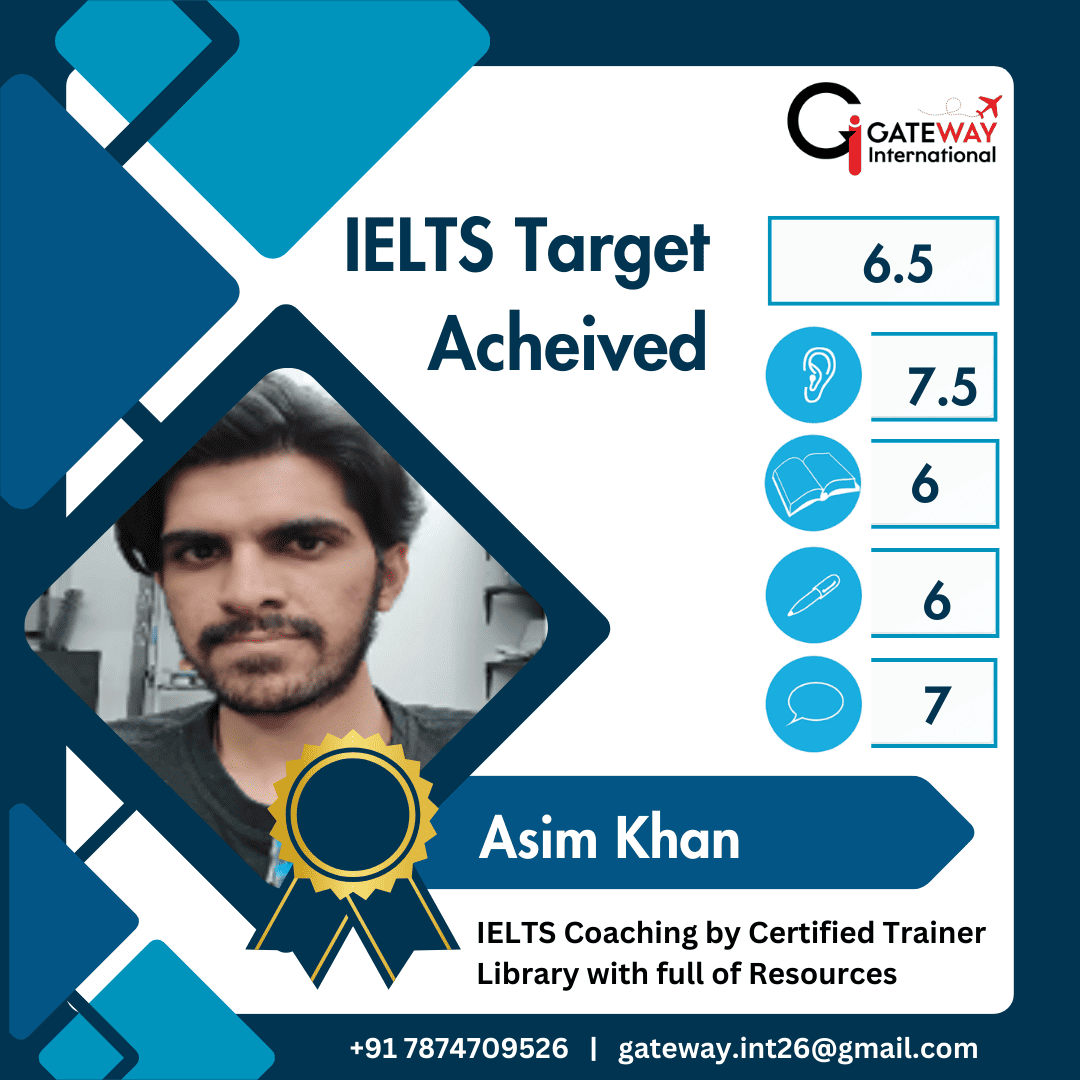 Gi GATEWAY
International
IELTS Target
Acheived
6.5
7.5
6
6
7
Asim Khan
IELTS Coaching by Certified Trainer
Library with full of Resources
+91 7874709526 | gateway.int26@gmail.com